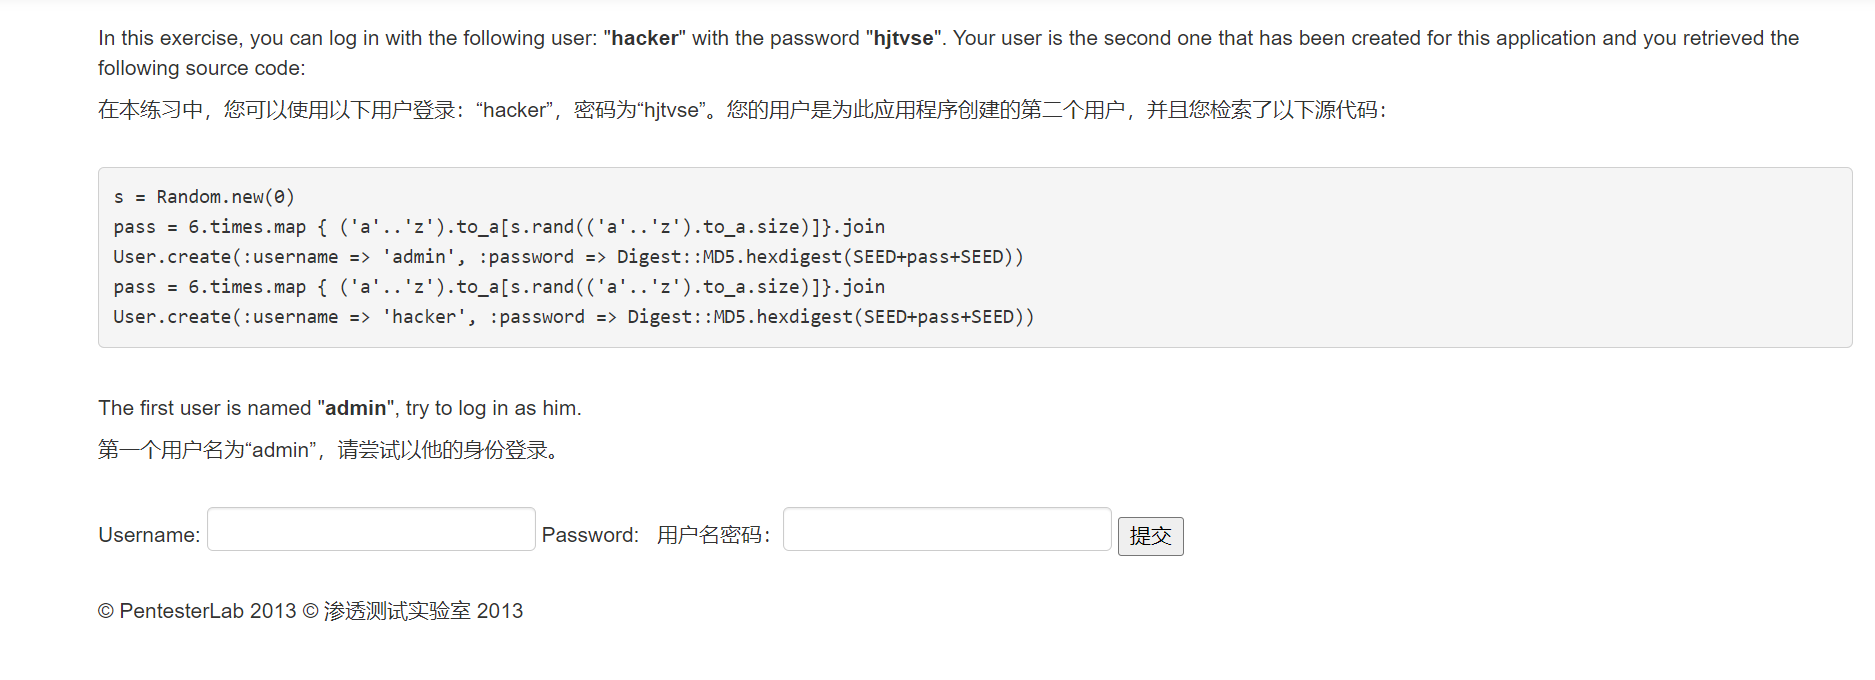 In this exercise, you can log in with the following user: "hacker" with the password "hjtvse". Your user is the second one that has been created for this application and you retrieved the
following source code:
在本练习中，您可以使用以下用户登录：“hacker”，密码为“hjtvse”。您的用户是为此应用程序创建的第二个用户，并且您检索了以下源代码：
s = Random.new(0)
pass = 6.times.map { ('a'..'z').to_a[s.rand(('a'..'z').to_a.size)]}.join
User.create(:username => 'admin', :password => Digest::MD5.hexdigest(SEED+pass+SEED))
pass = 6.times.map { ('a'..'z').to_a[s.rand(('a'..'z').to_a.size)]}.join
User.create(:username => 'hacker', :password => Digest::MD5.hexdigest(SEED+pass+SEED))
The first user is named "admin", try to log in as him.
第一个用户名为“admin”，请尝试以他的身份登录。
Username: Password: 用户名密码： 提交
© PentesterLab 2013 © 渗透测试实验室 2013